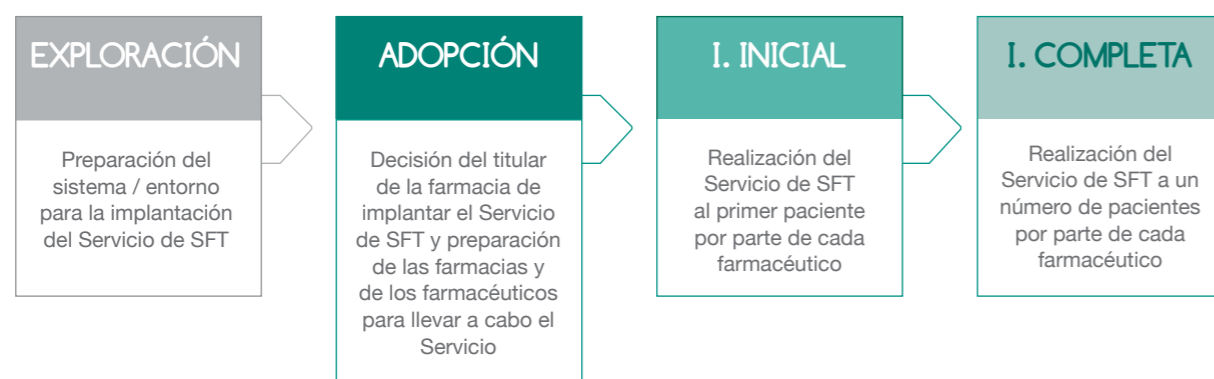 EXPLORACIÓN
Preparación del
sistema / entorno
para la implantación
del Servicio de SFT
ADOPCIÓN
Decisión del titular
de la farmacia de
implantar el Servicio
de SFT y preparación
de las farmacias y
de los farmacéuticos
para llevar a cabo el
Servicio
I. INICIAL
Realización del
Servicio de SFT
al primer paciente
por parte de cada
farmacéutico
I. COMPLETA
Realización del
Servicio de SFT a un
número de pacientes
por parte de cada
farmacéutico